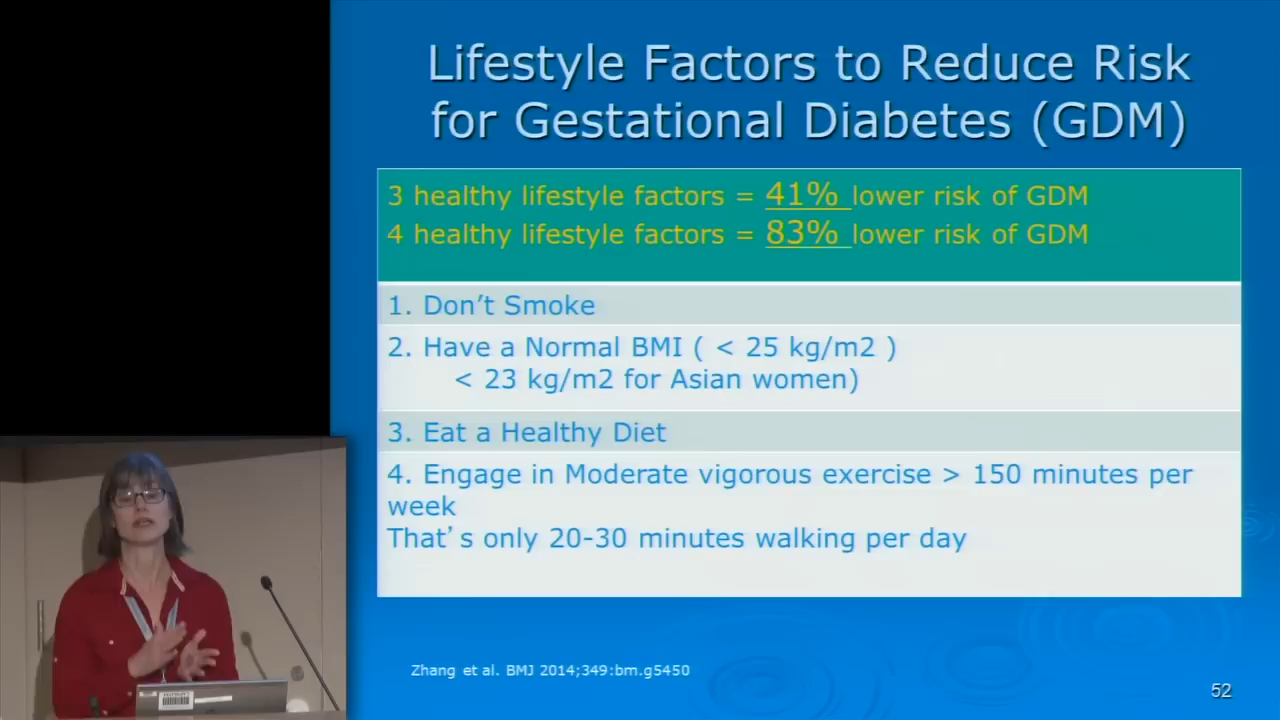 Lifestyle Factors to Reduce Risk
for Gestational Diabetes (GDM)
3 healthy lifestyle factors = 41% lower risk of GDM
4 healthy lifestyle factors = 83% lower risk of GDM
1. Don’t Smoke
2. Have a Normal BMI ( < 25 kg/m2 )
< 23 kg/m2 for Asian women)
3. Eat a Healthy Diet
4. Engage in Moderate vigorous exercise > 150 minutes per
week
That’s only 20-30 minutes walking per day
Zhang et al. BMJ 2014;349:bm.g5450
52